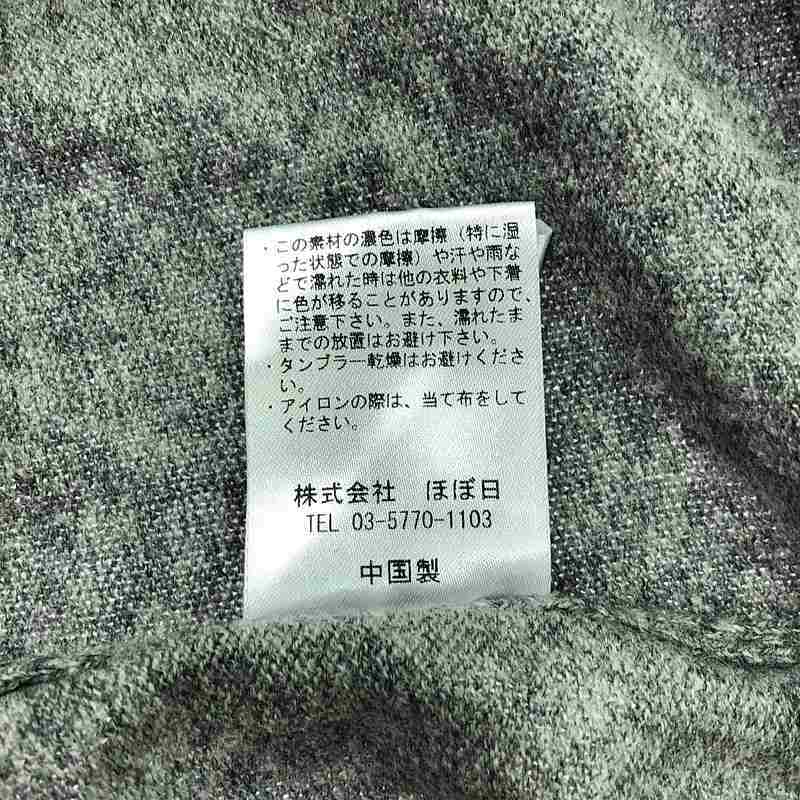 ・この素材の濃色は摩擦（特に湿
った状態での摩擦）や汗や雨な
どで濡れた時は他の衣料や下着
に色が移ることがありますので、
ご注意下さい。また、濡れたま
までの放置はお避け下さい。
・タンブラー乾燥はお避けくださ
い。
・アイロンの際は、当て布をして
ください。
株式会社　ほぼ日
TEL 03-5770-1103
中国製